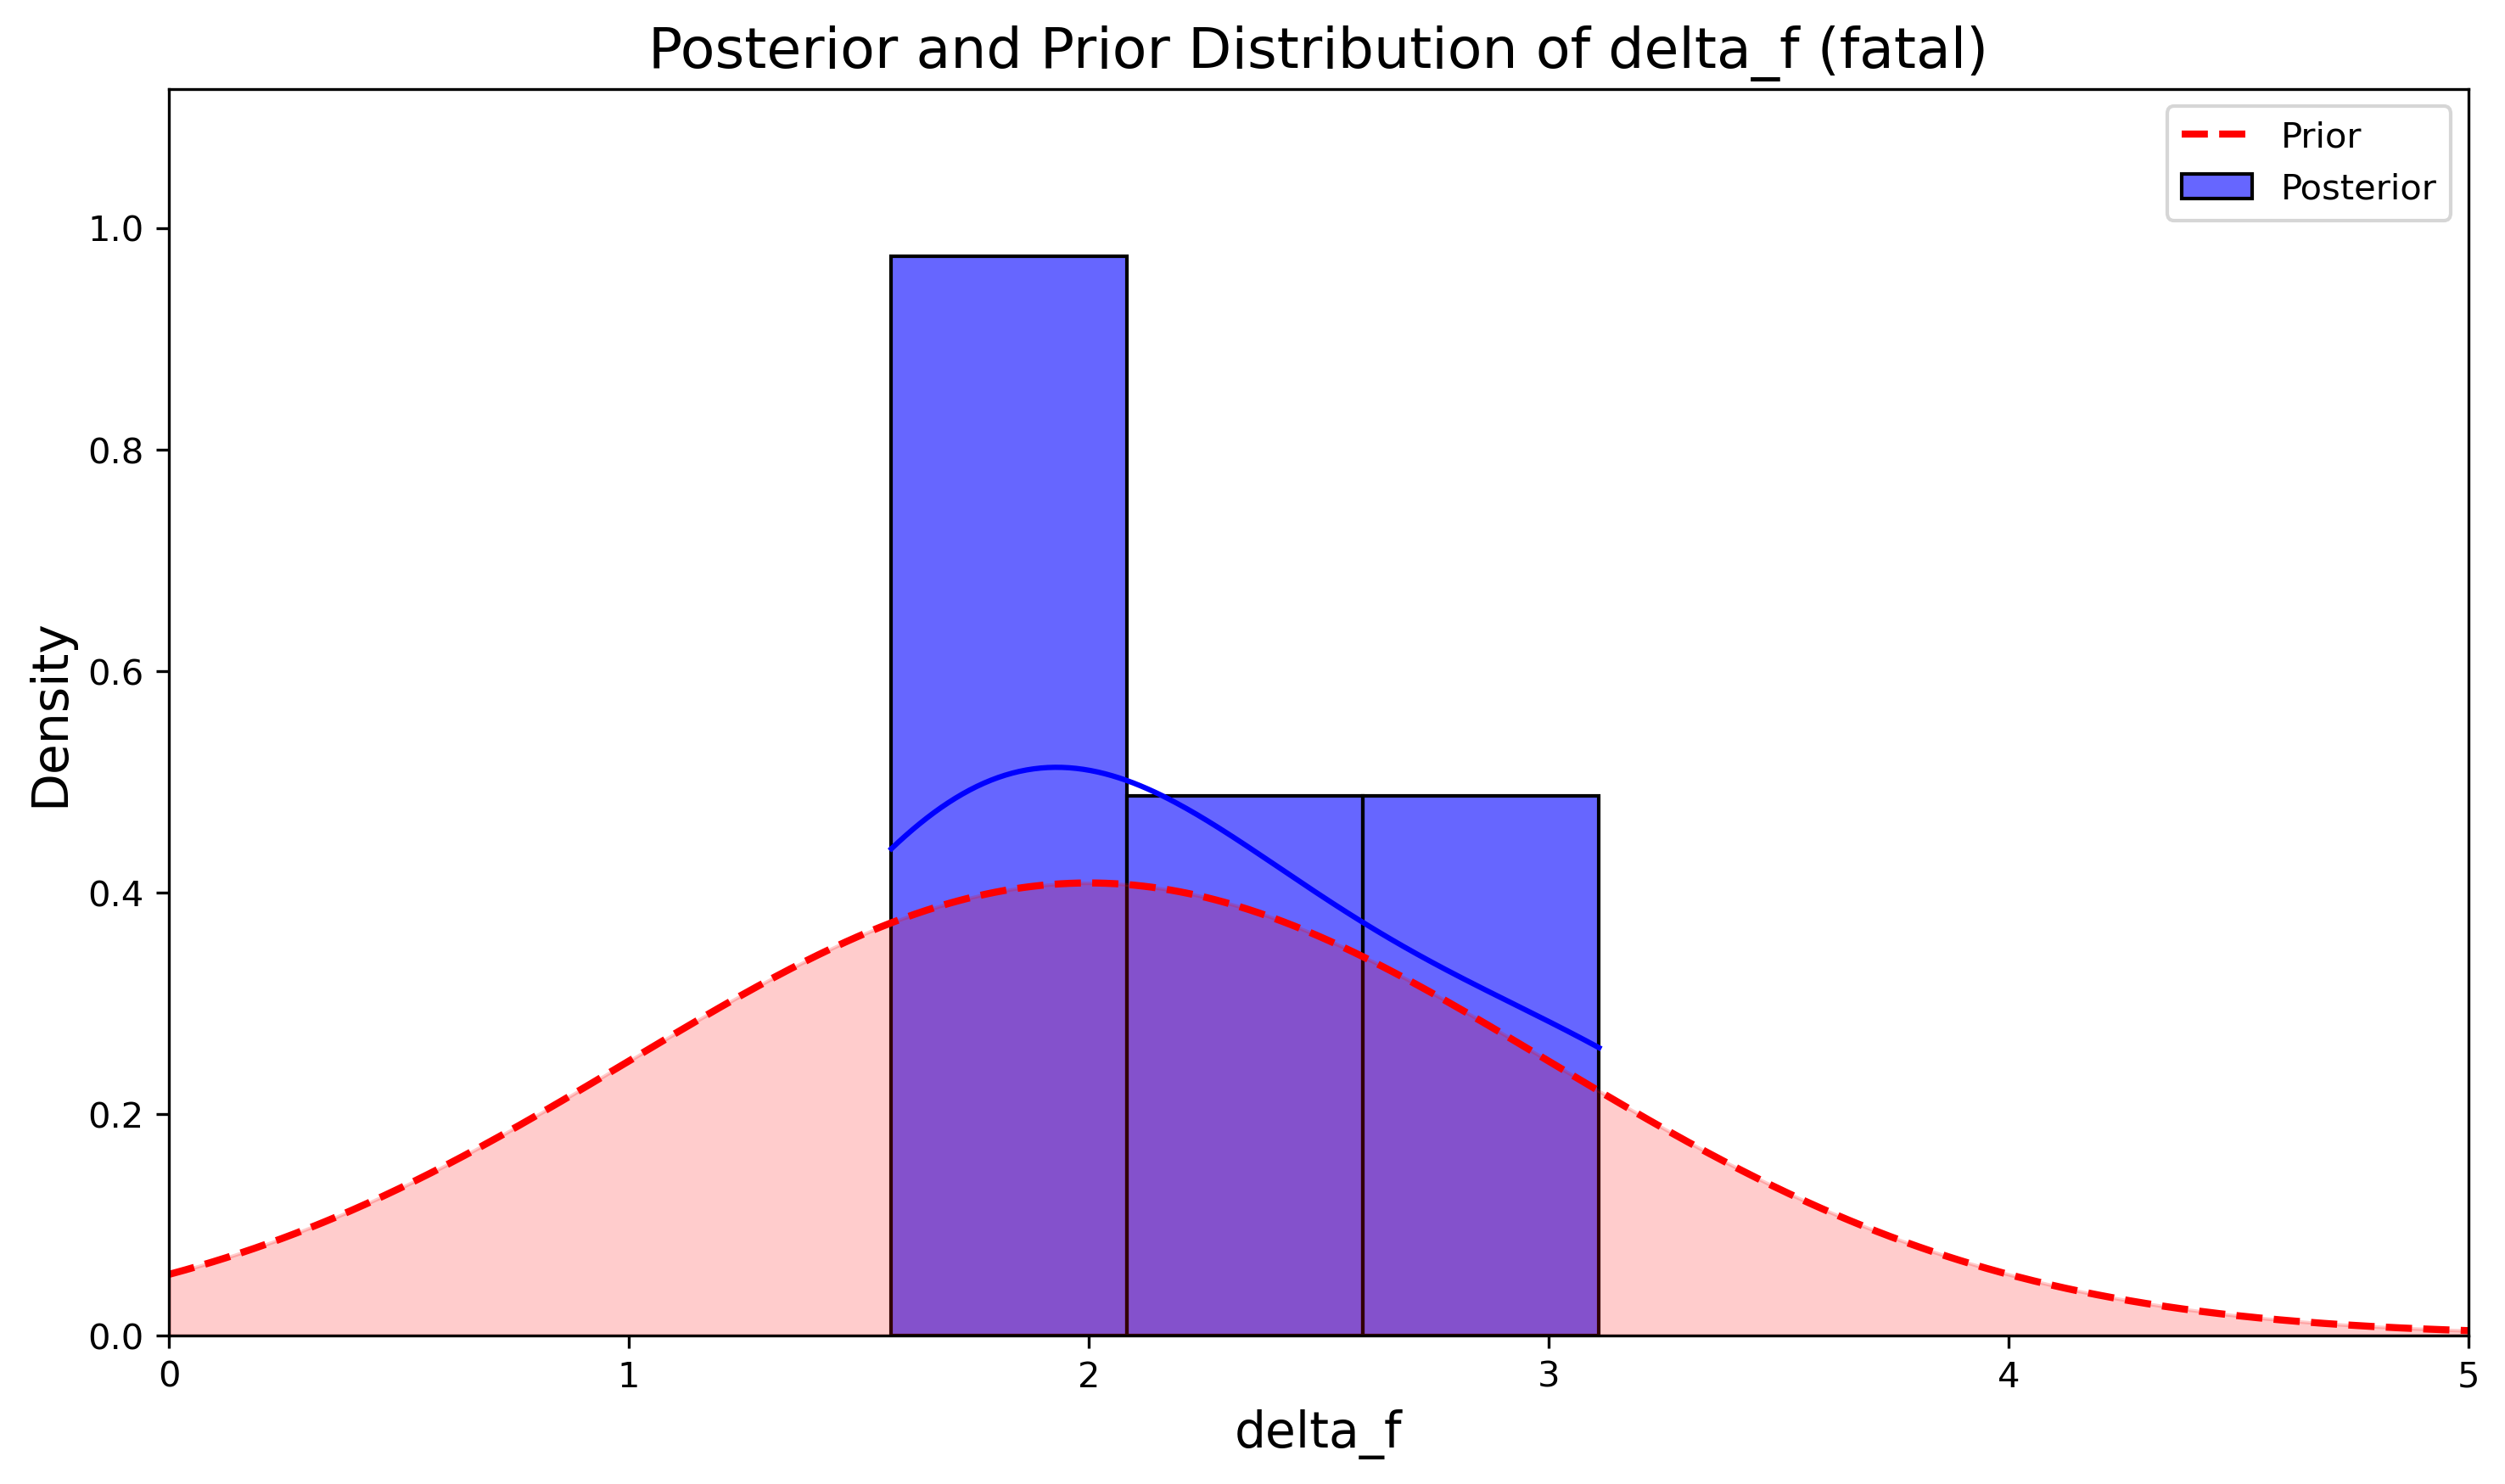 Posterior and Prior Distribution of delta_f (fatal)
Prior
Posterior
Density
1.0
0.8
0.6
0.4
0.2
0.0
0 1 2 3 4 5
delta_f